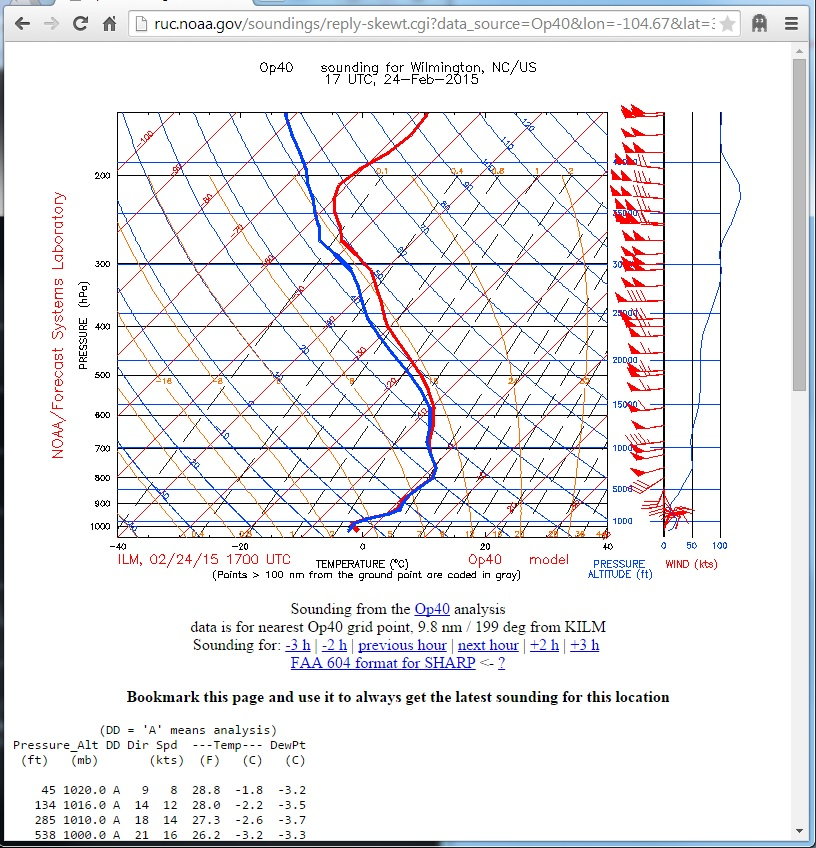 ruc.noaa.gov/soundings/reply-skewt.cgi?data_source=Op40&lon=-104.67&lat=
Op40 sounding for Wilmington, NC/US
17 UTC, 24-Feb-2015
NOAA/Forecast Systems Laboratory
PRESSURE (hPa)
200
300
400
500
600
700
800
900
1000
-40 -20 0 20 40
0 50 100
25000
20000
15000
5000
1000
ILM, 02/24/15 1700 UTC
TEMPERATURE (°C)
Op40 model
(Points > 100 nm from the ground point are coded in gray)
PRESSURE
ALTITUDE (ft)
WIND (kts)
Sounding from the Op40 analysis
data is for nearest Op40 grid point, 9.8 nm / 199 deg from KILM
Sounding for: -3 h | -2 h | previous hour | next hour | +2 h | +3 h
FAA 604 format for SHARP <- ?
Bookmark this page and use it to always get the latest sounding for this location
(DD = 'A' means analysis)
Pressure_Alt DD Dir Spd ---Temp--- DewPt
(ft) (mb) (kts) (F) (C) (C)
45 1020.0 A 9 8 28.8 -1.8 -3.2
134 1016.0 A 14 12 28.0 -2.2 -3.5
285 1010.0 A 18 14 27.3 -2.6 -3.7
538 1000.0 A 21 16 26.2 -3.2 -3.3